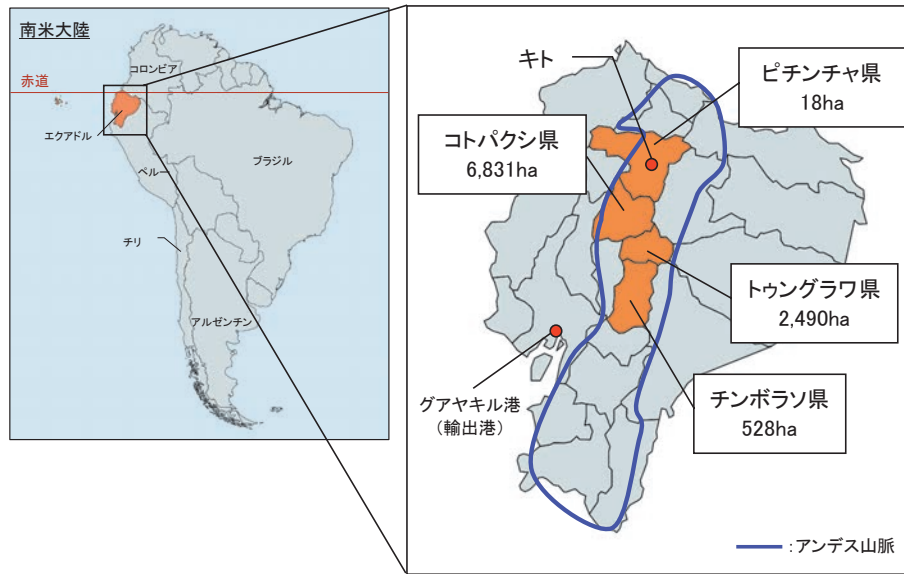 南米大陸
赤道
コロンビア
エクアドル
ペルー
ブラジル
チリ
アルゼンチン
キト
ピチンチャ県
18ha
コトパクシ県
6,831ha
トゥングラワ県
2,490ha
グアヤキル港
(輸出港)
チンボラソ県
528ha
:アンデス山脈